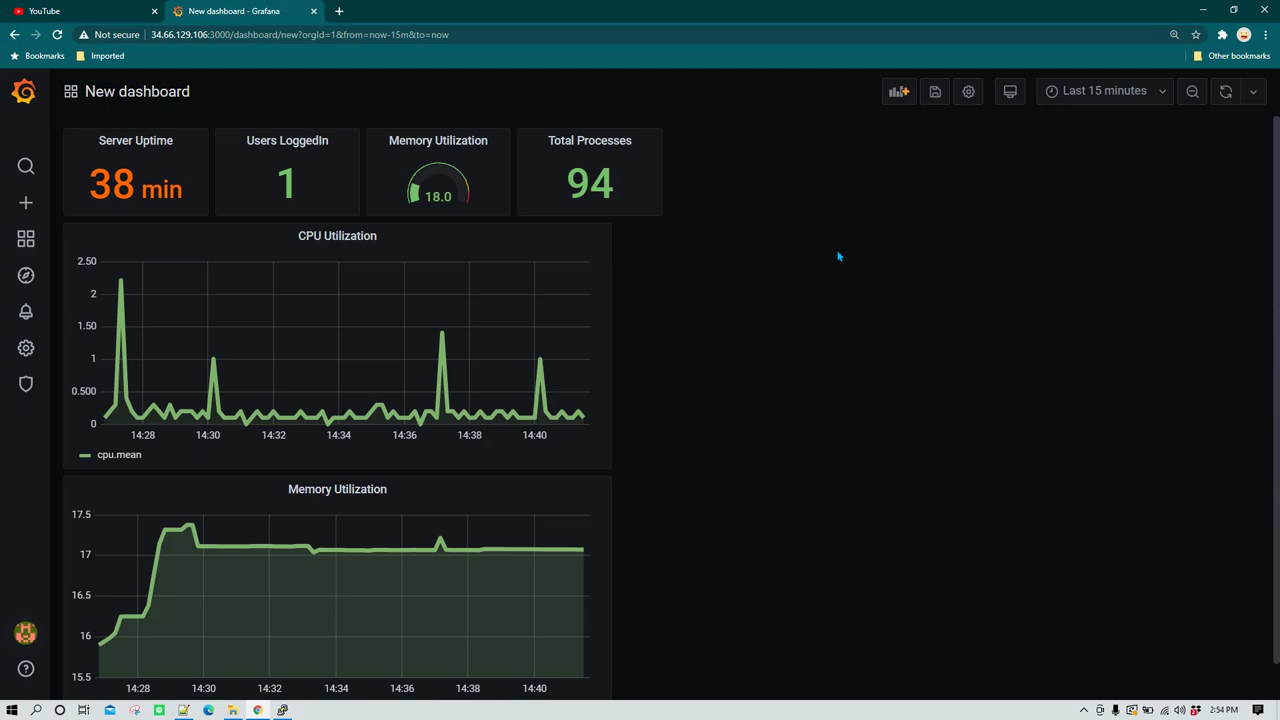 YouTube
New dashboard - Grafana
Not secure
34.66.129.106:3000/dashboard/new?orgId=1&from=now-15m&to=now
Bookmarks
Imported
Other bookmarks
New dashboard
Last 15 minutes
Server Uptime
Users LoggedIn
Memory Utilization
Total Processes
38 min
1
18.0
94
CPU Utilization
2.50
2
1.50
1
0.500
0
14:28 14:30 14:32 14:34 14:36 14:38 14:40
cpu.mean
Memory Utilization
17.5
17
16.5
16
15.5
14:28 14:30 14:32 14:34 14:36 14:38 14:40
2:54 PM